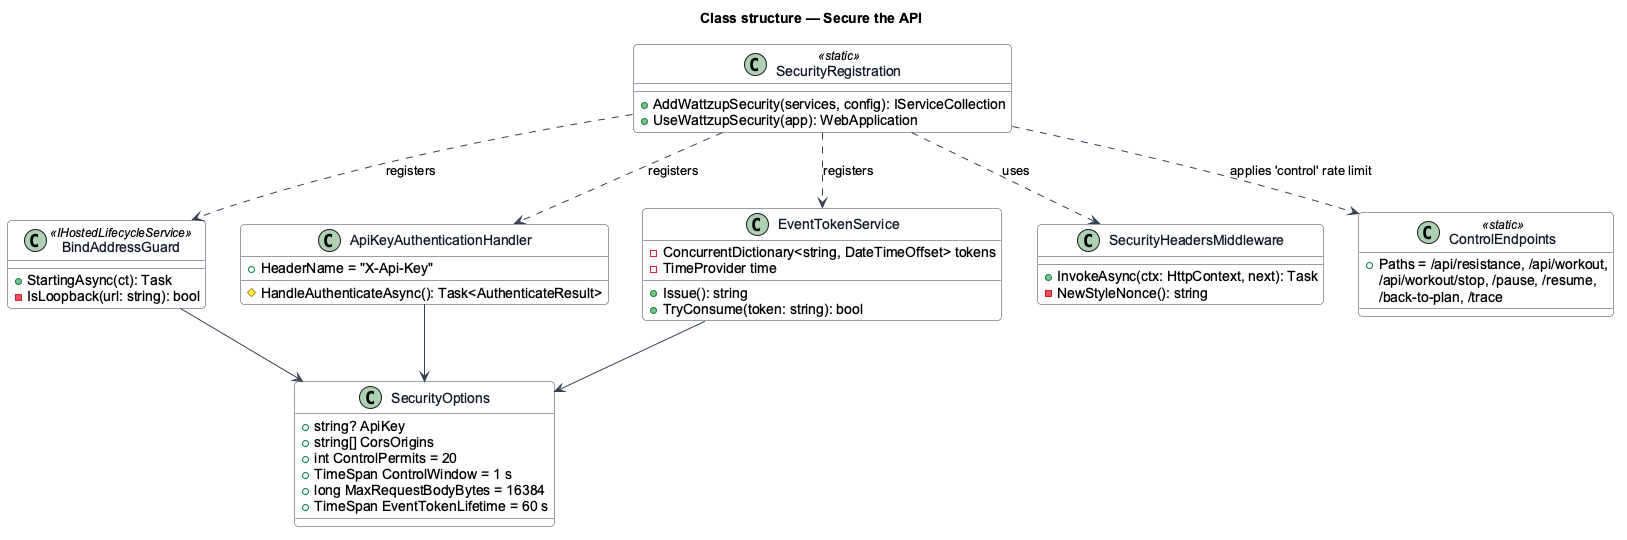 Class structure — Secure the API
«static»
C
SecurityRegistration
AddWattzupSecurity(services, config): IServiceCollection
UseWattzupSecurity(app): WebApplication
registers
registers
registers
uses
applies 'control' rate limit
«IHostedLifecycleService»
C
BindAddressGuard
StartingAsync(ct): Task
IsLoopback(url: string): bool
C
ApiKeyAuthenticationHandler
HeaderName = "X-Api-Key"
HandleAuthenticateAsync(): Task<AuthenticateResult>
C
EventTokenService
ConcurrentDictionary<string, DateTimeOffset> tokens
TimeProvider time
Issue(): string
TryConsume(token: string): bool
C
SecurityHeadersMiddleware
InvokeAsync(ctx: HttpContext, next): Task
NewStyleNonce(): string
«static»
C
ControlEndpoints
Paths = /api/resistance, /api/workout,
/api/workout/stop, /pause, /resume,
/back-to-plan, /trace
C
SecurityOptions
string? ApiKey
string[] CorsOrigins
int ControlPermits = 20
TimeSpan ControlWindow = 1 s
long MaxRequestBodyBytes = 16384
TimeSpan EventTokenLifetime = 60 s